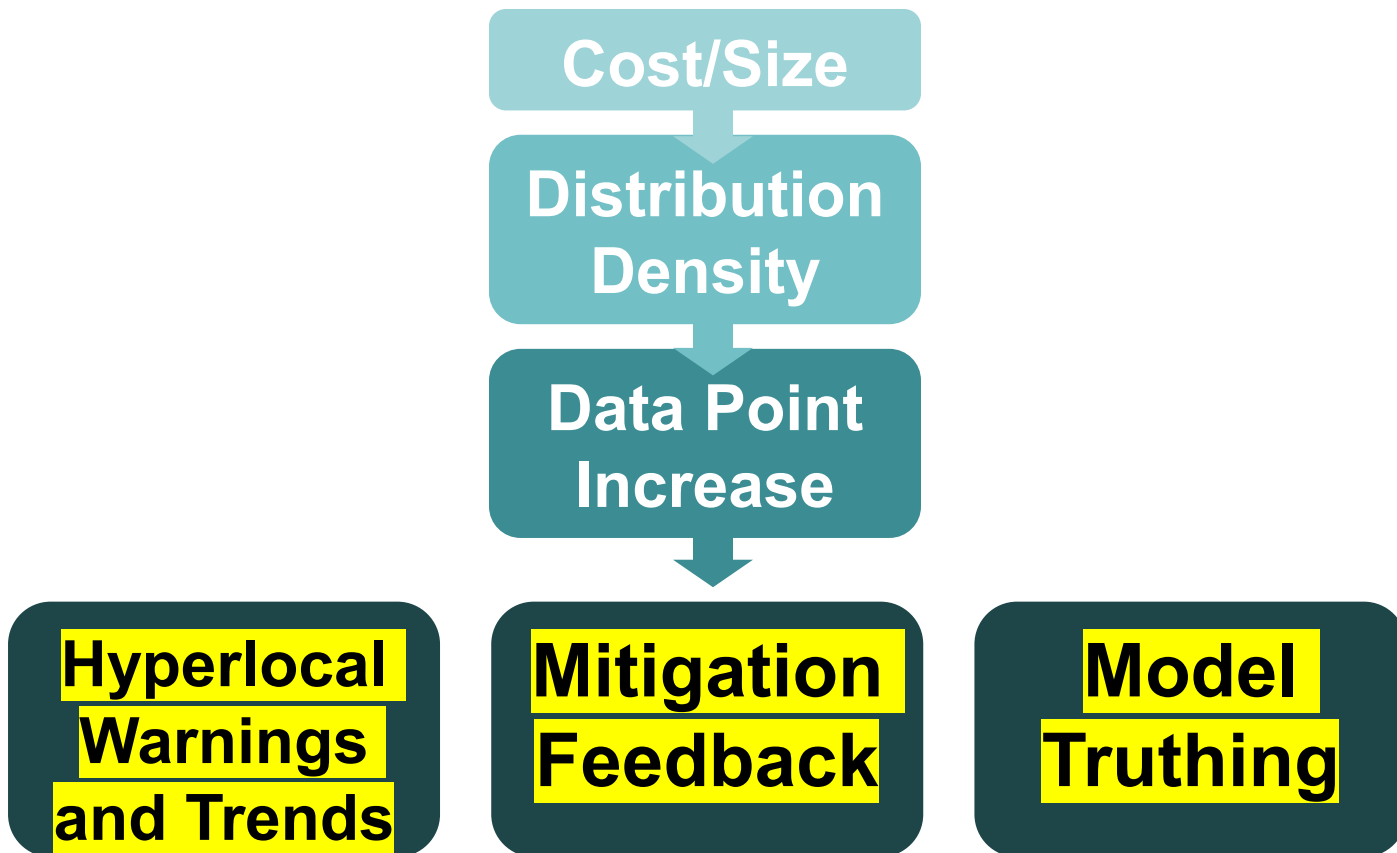 Cost/Size
Distribution
Density
Data Point
Increase
Hyperlocal
Warnings
and Trends
Mitigation
Feedback
Model
Truthing